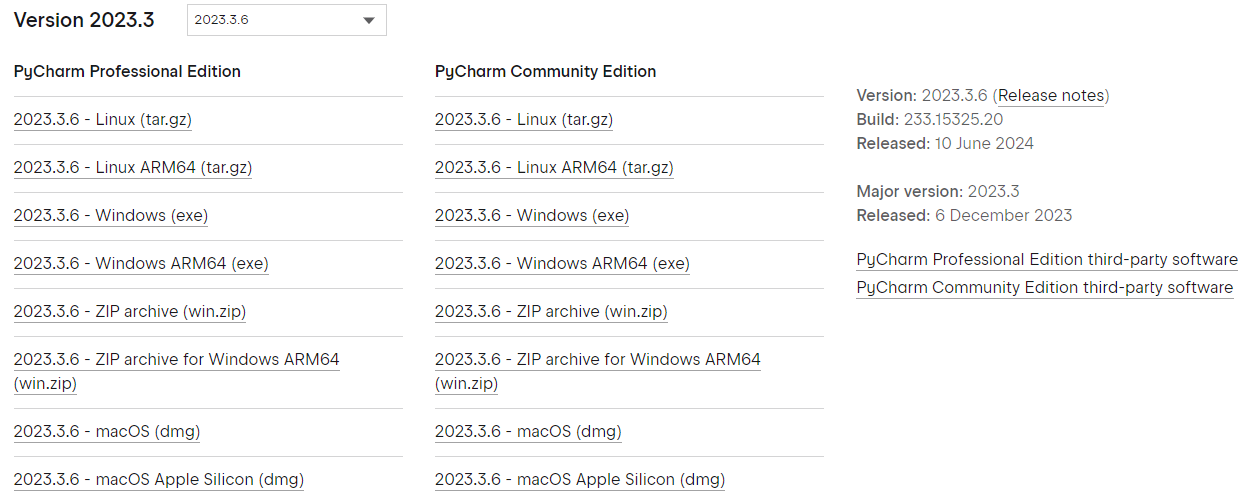 Version 2023.3
2023.3.6
PyCharm Professional Edition
2023.3.6 - Linux (tar.gz)
2023.3.6 - Linux ARM64 (tar.gz)
2023.3.6 - Windows (exe)
2023.3.6 - Windows ARM64 (exe)
2023.3.6 - ZIP archive (win.zip)
2023.3.6 - ZIP archive for Windows ARM64
(win.zip)
2023.3.6 - macOS (dmg)
2023.3.6 - macOS Apple Silicon (dmg)
PyCharm Community Edition
2023.3.6 - Linux (tar.gz)
2023.3.6 - Linux ARM64 (tar.gz)
2023.3.6 - Windows (exe)
2023.3.6 - Windows ARM64 (exe)
2023.3.6 - ZIP archive (win.zip)
2023.3.6 - ZIP archive for Windows ARM64
(win.zip)
2023.3.6 - macOS (dmg)
2023.3.6 - macOS Apple Silicon (dmg)
Version: 2023.3.6 (Release notes)
Build: 233.15325.20
Released: 10 June 2024
Major version: 2023.3
Released: 6 December 2023
PyCharm Professional Edition third-party software
PyCharm Community Edition third-party software